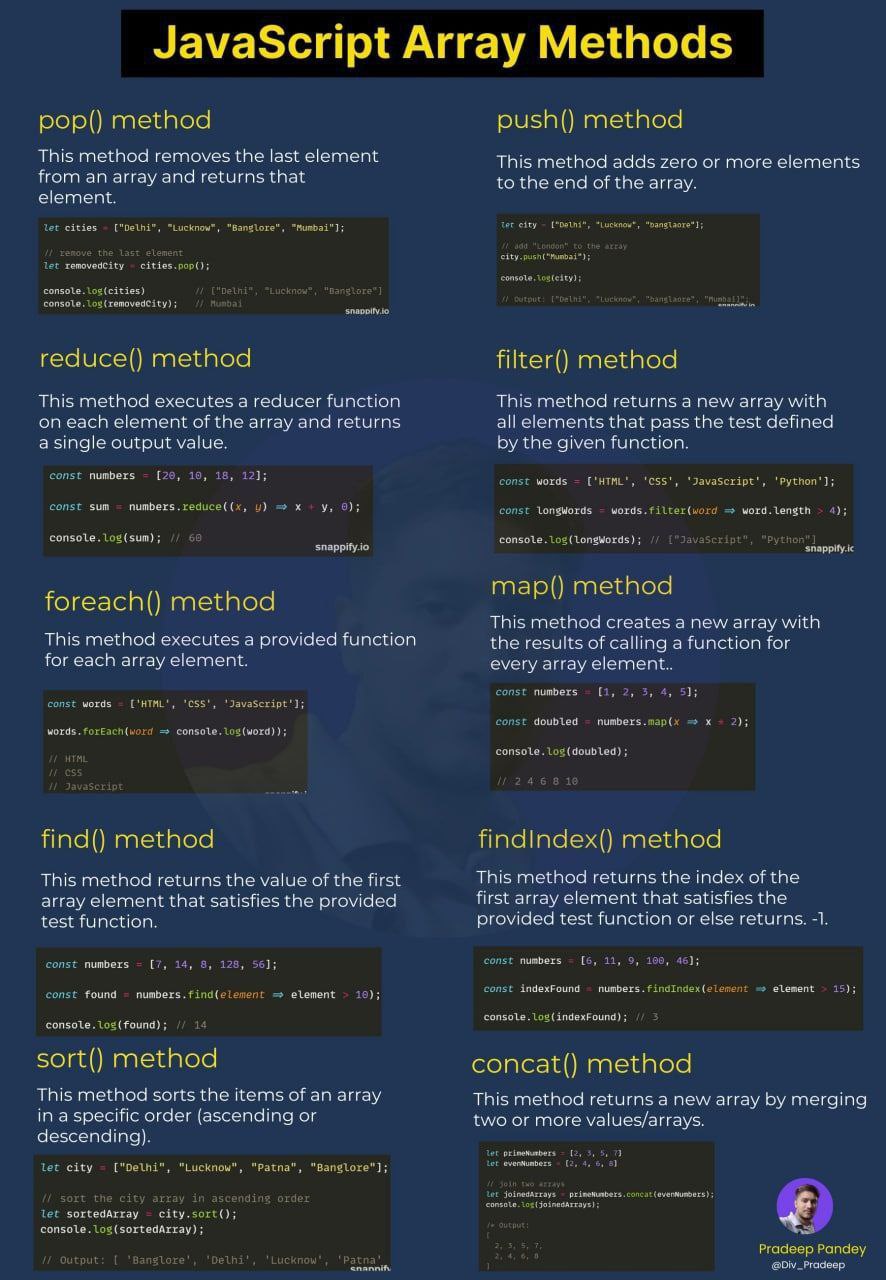 JavaScript Array Methods
pop() method
This method removes the last element
from an array and returns that
element.
let cities = ["Delhi", "Lucknow", "Banglore", "Mumbai"];
// remove the last element
let removedCity = cities.pop();
console.log(cities) // ["Delhi", "Lucknow", "Banglore"]
console.log(removedCity); // Mumbai
snappify.io
push() method
This method adds zero or more elements
to the end of the array.
let city = ["Delhi", "Lucknow", "banglaore"];
// add "London" to the array
city.push("Mumbai");
console.log(city);
// Output: ["Delhi", "Lucknow", "banglaore", "Mumbai"];
snappify.io
reduce() method
This method executes a reducer function
on each element of the array and returns
a single output value.
const numbers = [20, 10, 18, 12];
const sum = numbers.reduce((x, y) ⇒ x + y, 0);
console.log(sum); // 60
snappify.io
filter() method
This method returns a new array with
all elements that pass the test defined
by the given function.
const words = ['HTML', 'CSS', 'JavaScript', 'Python'];
const longWords = words.filter(word ⇒ word.length > 4);
console.log(longWords); // ["JavaScript", "Python"]
snappify.io
foreach() method
This method executes a provided function
for each array element.
const words = ['HTML', 'CSS', 'JavaScript'];
words.forEach(word ⇒ console.log(word));
// HTML
// CSS
// JavaScript
map() method
This method creates a new array with
the results of calling a function for
every array element..
const numbers = [1, 2, 3, 4, 5];
const doubled = numbers.map(x ⇒ x * 2);
console.log(doubled);
// 2 4 6 8 10
find() method
This method returns the value of the first
array element that satisfies the provided
test function.
const numbers = [7, 14, 8, 128, 56];
const found = numbers.find(element ⇒ element > 10);
console.log(found); // 14
findIndex() method
This method returns the index of the
first array element that satisfies the
provided test function or else returns. -1.
const numbers = [6, 11, 9, 100, 46];
const indexFound = numbers.findIndex(element ⇒ element > 15);
console.log(indexFound); // 3
sort() method
This method sorts the items of an array
in a specific order (ascending or
descending).
let city = ["Delhi", "Lucknow", "Patna", "Banglore"];
// sort the city array in ascending order
let sortedArray = city.sort();
console.log(sortedArray);
// Output: [ 'Banglore', 'Delhi', 'Lucknow', 'Patna'
snappify
concat() method
This method returns a new array by merging
two or more values/arrays.
let primeNumbers = [2, 3, 5, 7]
let evenNumbers = [2, 4, 6, 8]
// join two arrays
let joinedArrays = primeNumbers.concat(evenNumbers);
console.log(joinedArrays);
/* Output:
[
2, 3, 5, 7,
2, 4, 6, 8
]
Pradeep Pandey
@Div_Pradeep